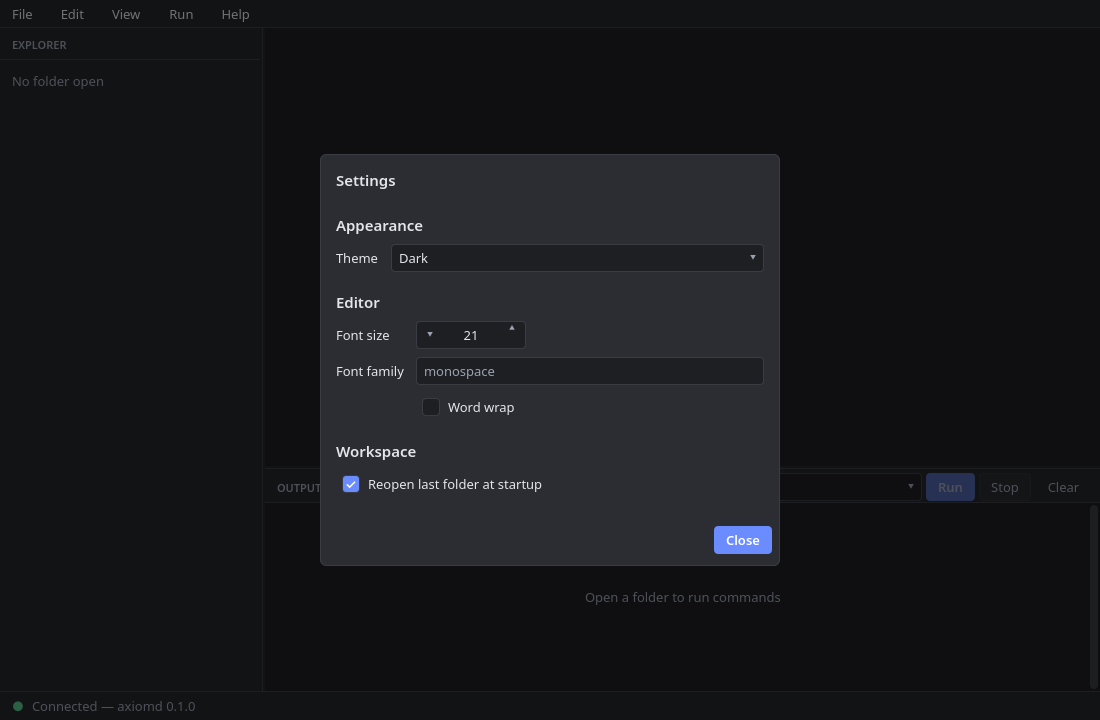 File Edit View Run Help
EXPLORER
No folder open
Settings
Appearance
Theme Dark
Editor
Font size 21
Font family monospace
Word wrap
Workspace
Reopen last folder at startup
OUTPUT Run Stop Clear
Close
Open a folder to run commands
Connected — axiomd 0.1.0